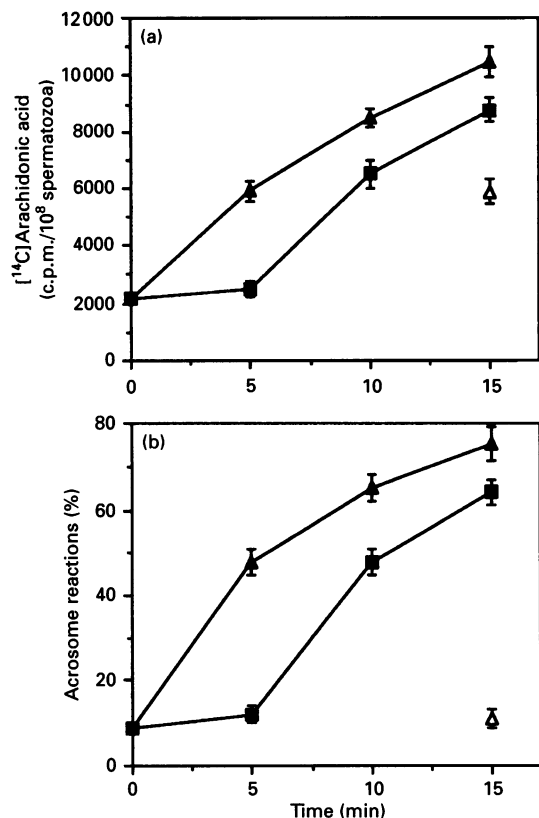 (a)
[¹⁴C]Arachidonic acid
(c.p.m./10⁸ spermatozoa)
12000
10000
8000
6000
4000
2000
0
0 5 10 15
(b)
Acrosome reactions (%)
80
60
40
20
0
0 5 10 15
Time (min)